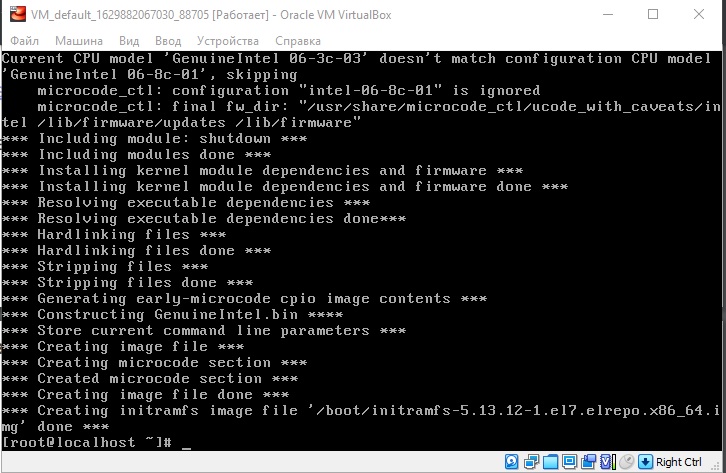 VM_default_1629882067030_88705 [Работает] - Oracle VM VirtualBox
Файл Машина Вид Ввод Устройства Справка
Current CPU model 'GenuineIntel 06-3c-03' doesn't match configuration CPU model
'GenuineIntel 06-8c-01', skipping
microcode_ctl: configuration "intel-06-8c-01" is ignored
microcode_ctl: final fw_dir: "/usr/share/microcode_ctl/ucode_with_caveats/in
tel /lib/firmware/updates /lib/firmware"
*** Including module: shutdown ***
*** Including modules done ***
*** Installing kernel module dependencies and firmware ***
*** Installing kernel module dependencies and firmware done ***
*** Resolving executable dependencies ***
*** Resolving executable dependencies done***
*** Hardlinking files ***
*** Hardlinking files done ***
*** Stripping files ***
*** Stripping files done ***
*** Generating early-microcode cpio image contents ***
*** Constructing GenuineIntel.bin ****
*** Store current command line parameters ***
*** Creating image file ***
*** Creating microcode section ***
*** Created microcode section ***
*** Creating image file done ***
*** Creating initramfs image file '/boot/initramfs-5.13.12-1.el7.elrepo.x86_64.i
mg' done ***
[root@localhost ~]# _
Right Ctrl